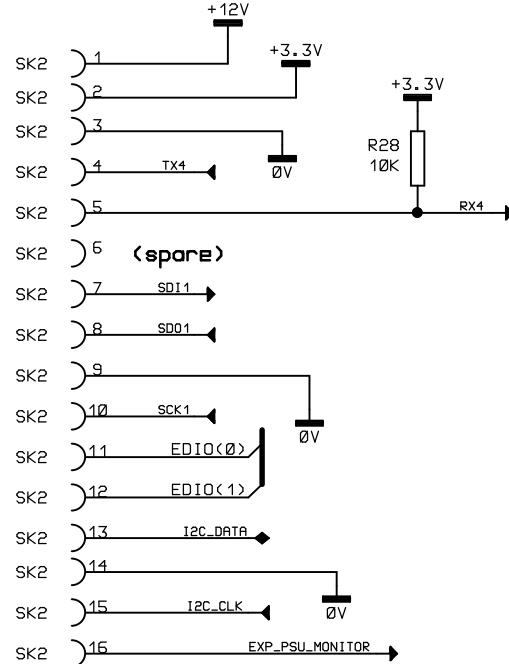 +12V
+3.3V
SK2 1
SK2 2
+3.3V
SK2 3
R28
10K
0V
SK2 4 TX4
SK2 5 RX4
SK2 6 (spare)
SK2 7 SDI1
SK2 8 SDO1
SK2 9
SK2 10 SCK1
0V
SK2 11 EDIO(0)
SK2 12 EDIO(1)
SK2 13 I2C_DATA
SK2 14
SK2 15 I2C_CLK
0V
SK2 16 EXP_PSU_MONITOR